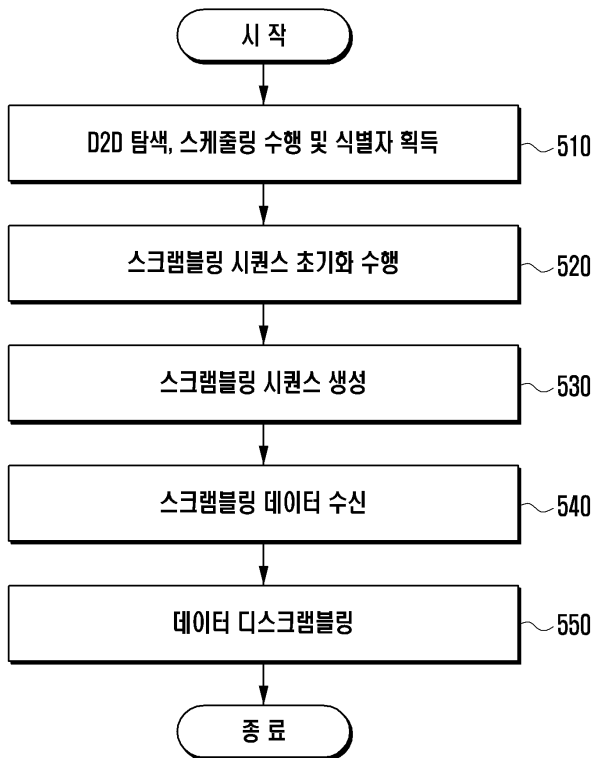 시 작
D2D 탐색, 스케줄링 수행 및 식별자 획득
510
스크램블링 시퀀스 초기화 수행
520
스크램블링 시퀀스 생성
530
스크램블링 데이터 수신
540
데이터 디스크램블링
550
종 료